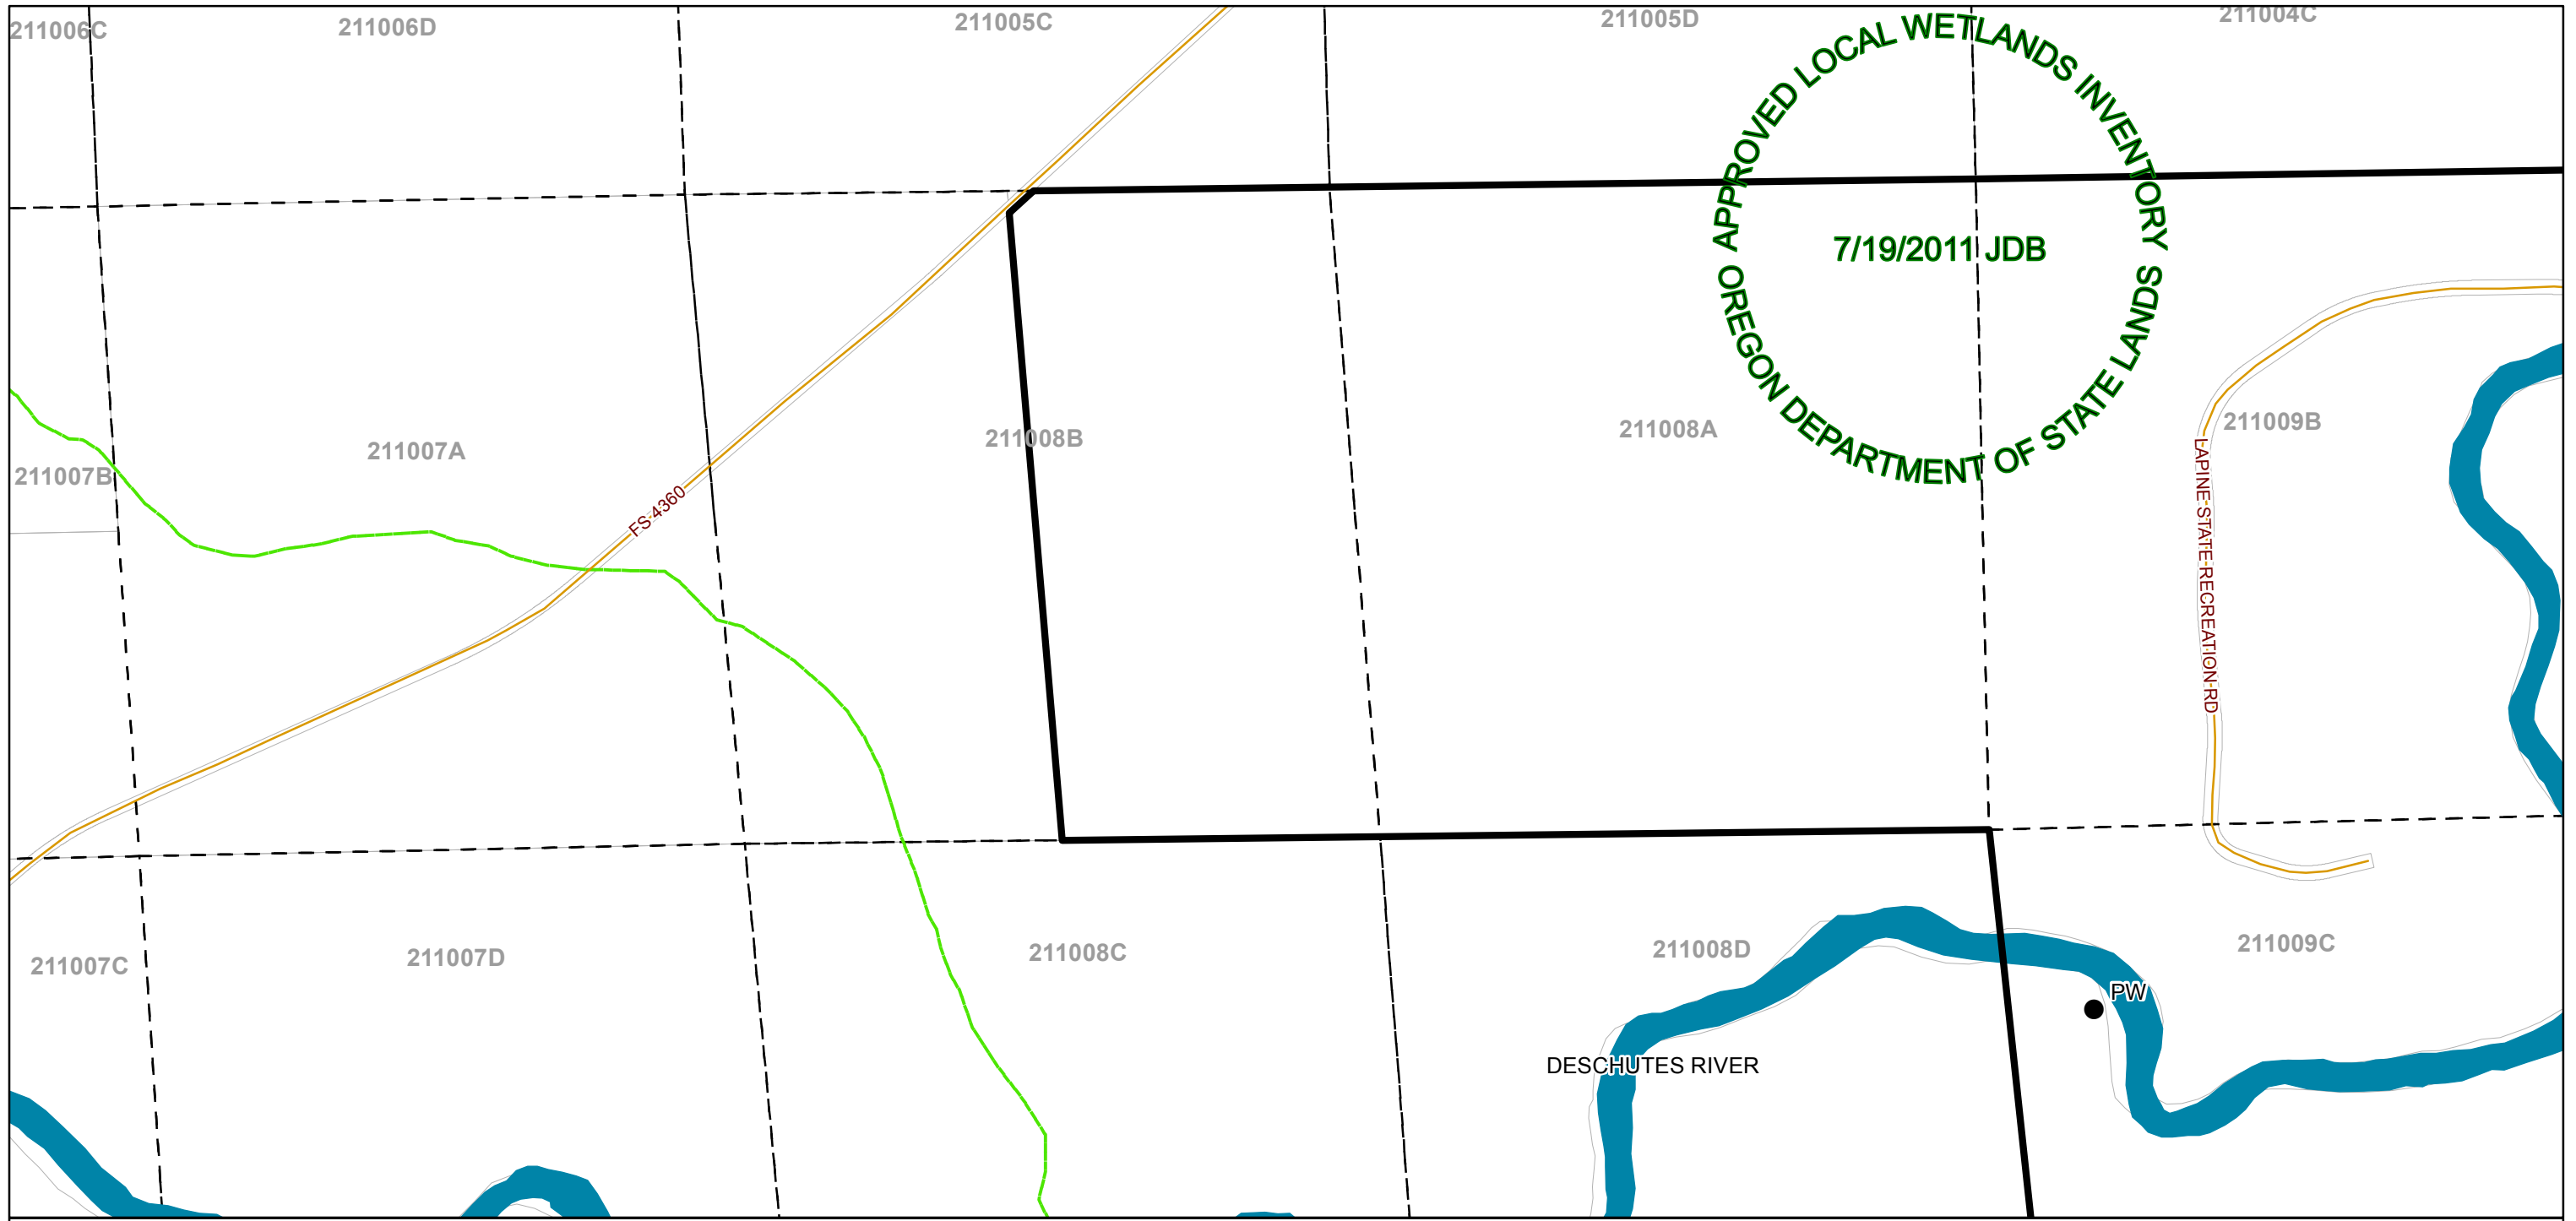 211006C
211006D
211005C
211005D
211004C
APPROVED LOCAL WETLANDS INVENTORY
7/19/2011 JDB
OREGON DEPARTMENT OF STATE LANDS
211007B
211007A
211008B
211008A
211009B
FS 4360
LAPINE STATE RECREATION RD
211007C
211007D
211008C
211008D
211009C
PW
DESCHUTES RIVER